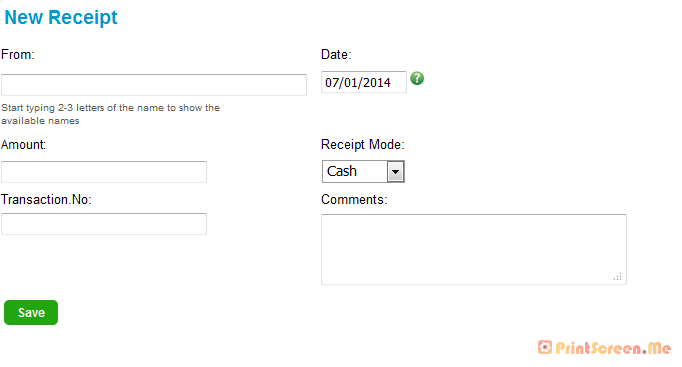 New Receipt
From:
Date:
07/01/2014
?
Start typing 2-3 letters of the name to show the
available names
Amount:
Receipt Mode:
Cash
Transaction.No:
Comments:
Save
PrintScreen.Me